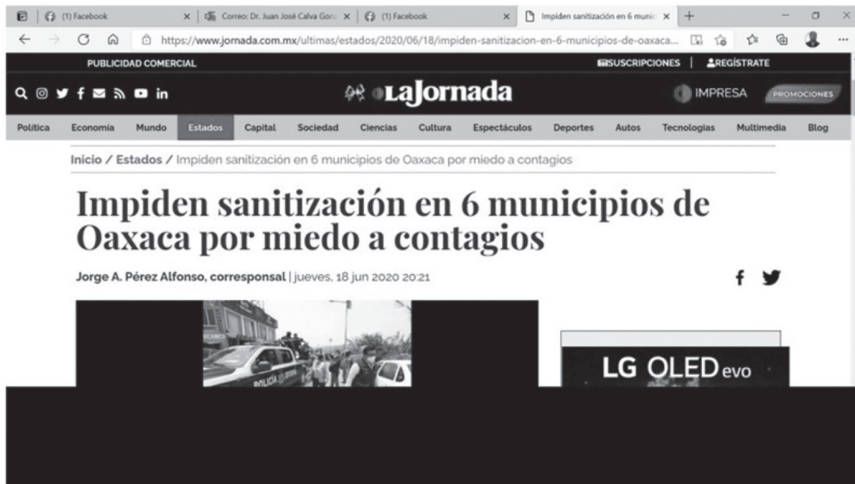 (1) Facebook
Correo: Dr. Juan José Calva Gonz
(1) Facebook
Impiden sanitización en 6 munic
https://www.jornada.com.mx/ultimas/estados/2020/06/18/impiden-sanitizacion-en-6-municipios-de-oaxaca...
PUBLICIDAD COMERCIAL
SUSCRIPCIONES | REGÍSTRATE
La Jornada
IMPRESA
PROMOCIONES
Política Economía Mundo Estados Capital Sociedad Ciencias Cultura Espectáculos Deportes Autos Tecnologías Multimedia Blog
Inicio / Estados / Impiden sanitización en 6 municipios de Oaxaca por miedo a contagios
Impiden sanitización en 6 municipios de
Oaxaca por miedo a contagios
Jorge A. Pérez Alfonso, corresponsal | jueves, 18 jun 2020 20:21
POLICÍA
LG OLED evo